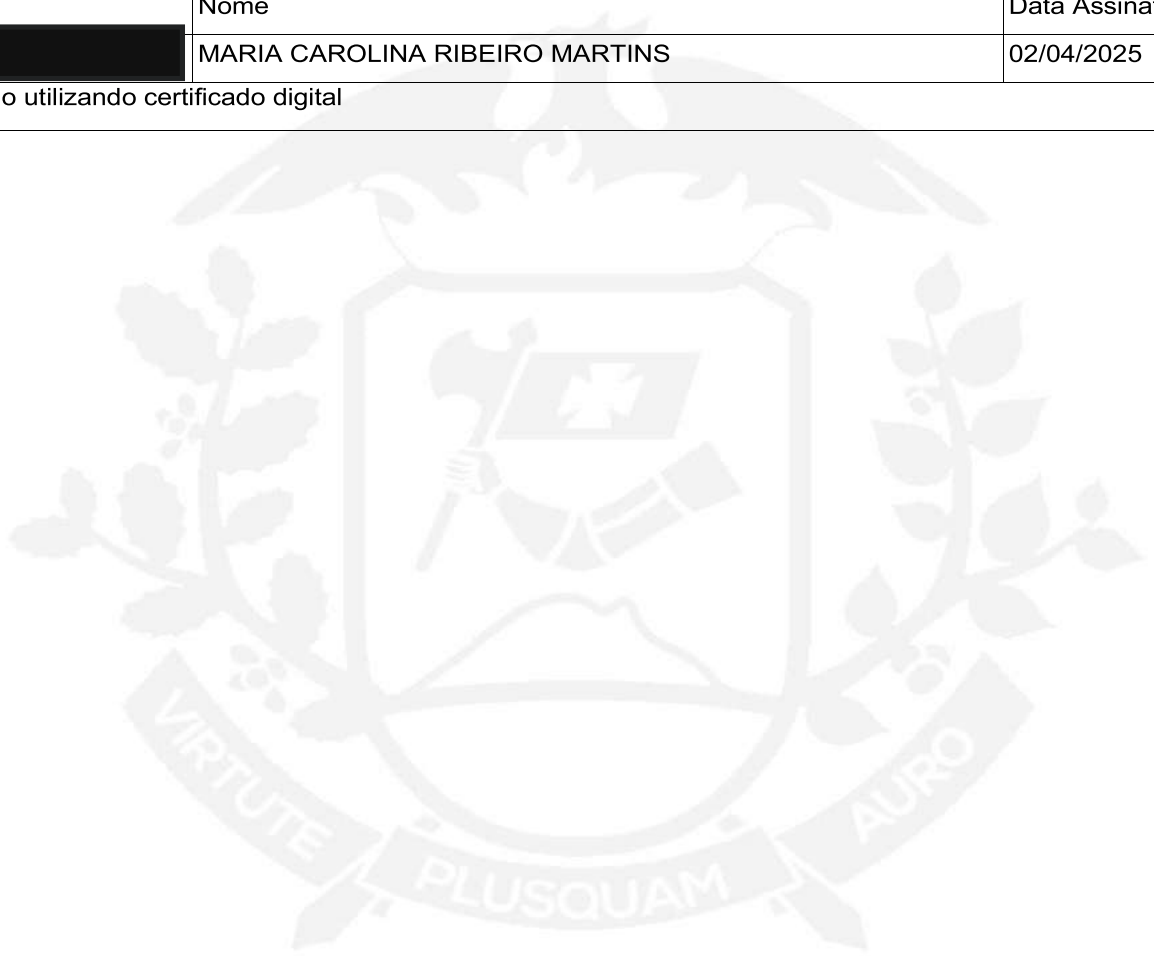 Nome Data Assinat
MARIA CAROLINA RIBEIRO MARTINS 02/04/2025
o utilizando certificado digital
VIRTUTE PLUSQUAM AURO